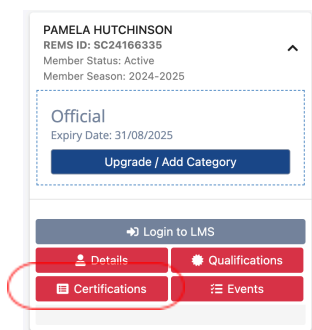 PAMELA HUTCHINSON
REMS ID: SC24166335
Member Status: Active
Member Season: 2024-2025
Official
Expiry Date: 31/08/2025
Upgrade / Add Category
Login to LMS
Details
Qualifications
Certifications
Events